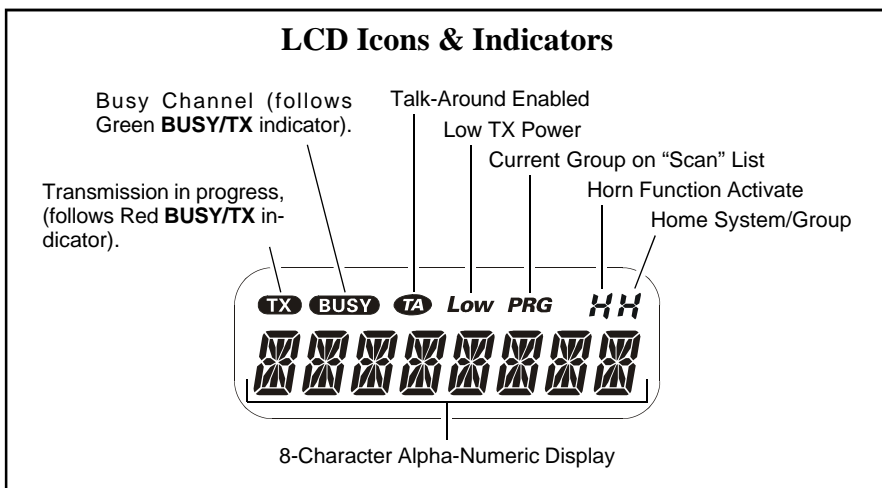 LCD Icons & Indicators
Busy Channel (follows
Green BUSY/TX indicator).
Talk-Around Enabled
Low TX Power
Current Group on “Scan” List
Horn Function Activate
Home System/Group
Transmission in progress,
(follows Red BUSY/TX in-
dicator).
TX BUSY TA Low PRG H H
8-Character Alpha-Numeric Display